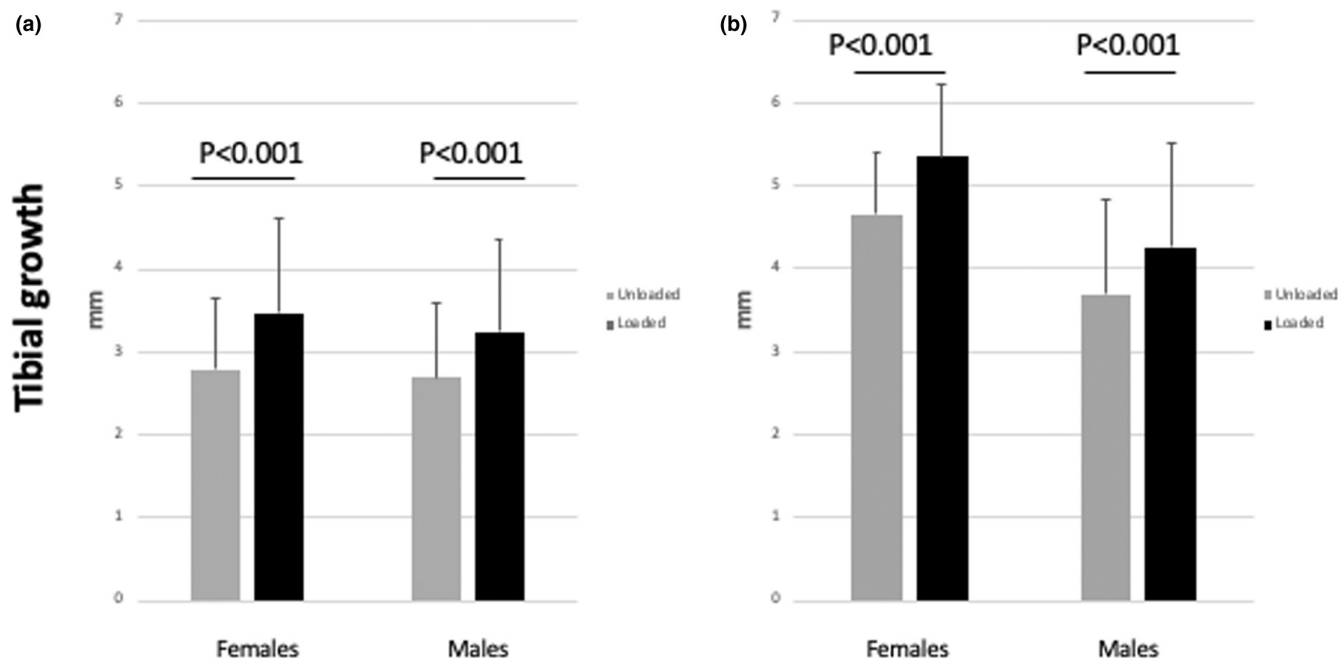 (a)
Tibial growth
mm
7
6
5
4
3
2
1
0
P<0.001
P<0.001
Females
Males
Unloaded
Loaded
(b)
mm
7
6
5
4
3
2
1
0
P<0.001
P<0.001
Females
Males
Unloaded
Loaded